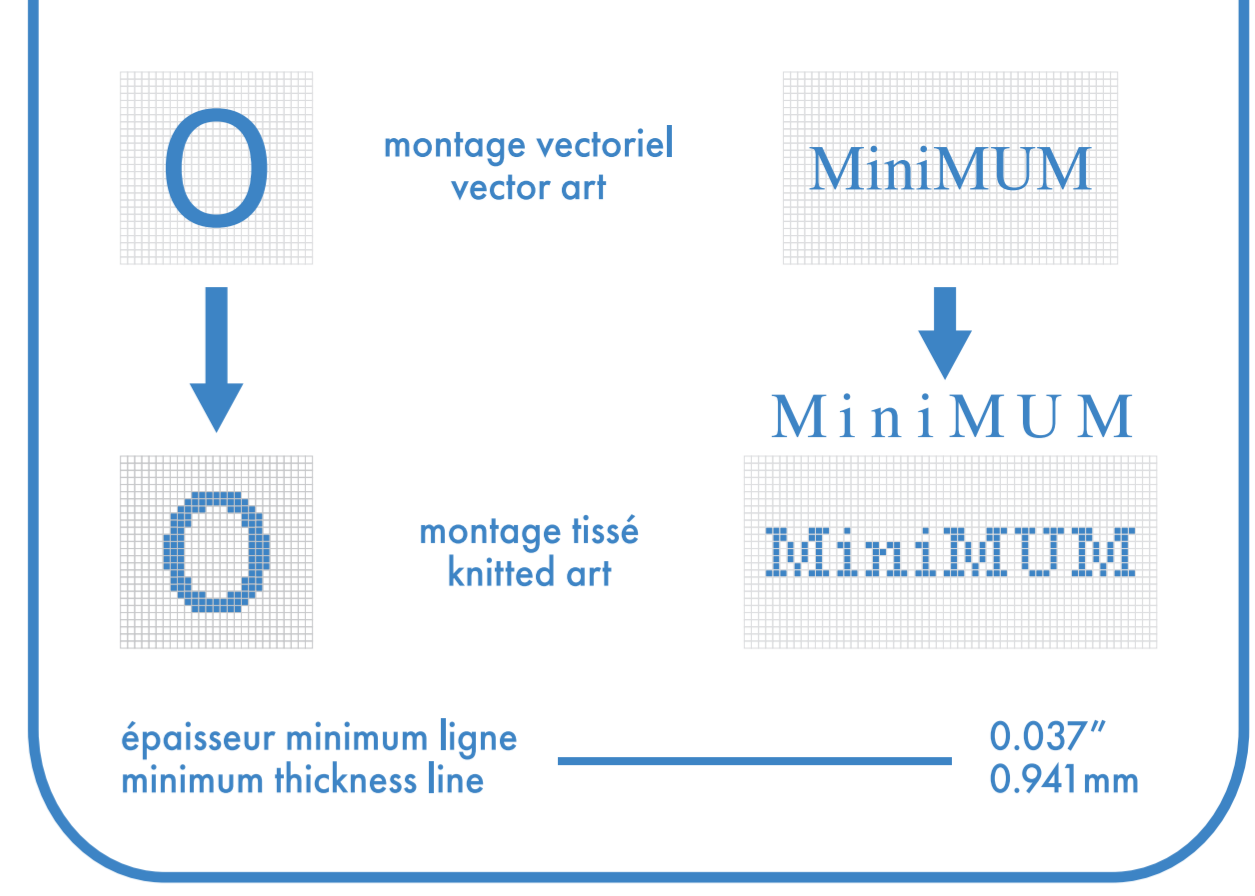 O
montage vectoriel
vector art
MiniMUM
MiniMUM
O
montage tissé
knitted art
MiniMUM
épaisseur minimum ligne
minimum thickness line
0.037″
0.941mm